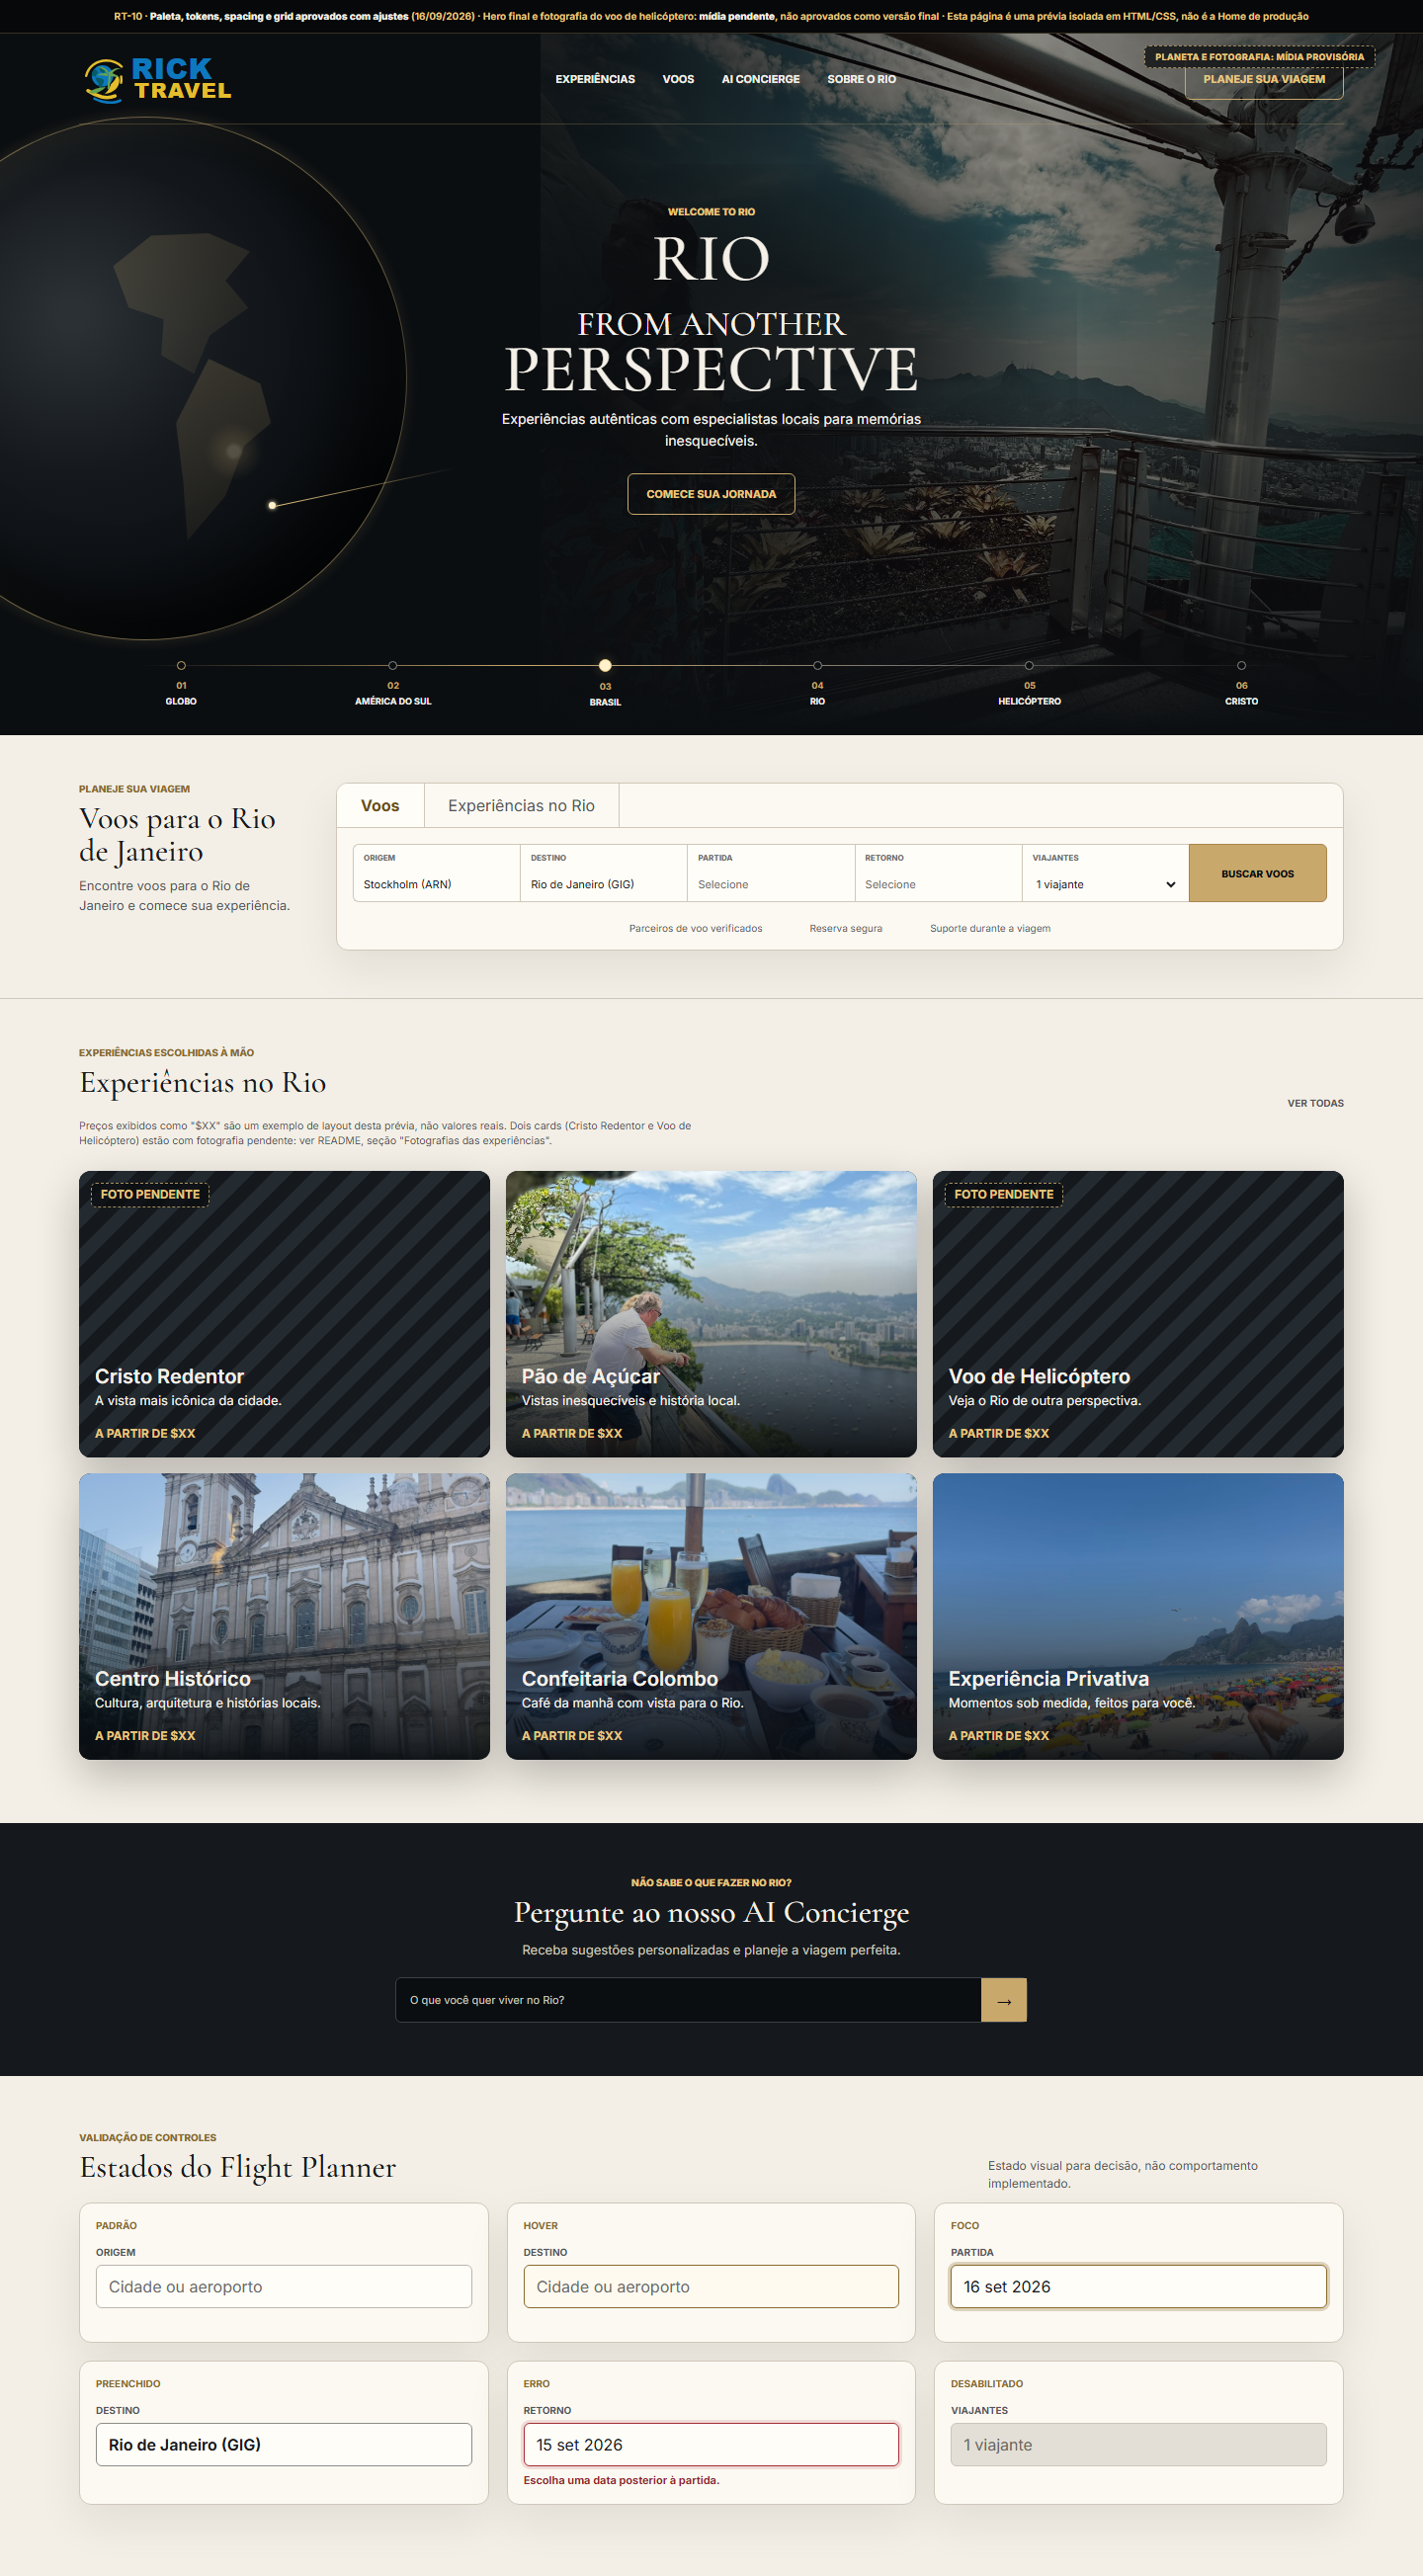 RT-10 · Paleta, tokens, spacing e grid aprovados com ajustes (16/09/2026) · Hero final e fotografia do voo de helicóptero: mídia pendente, não aprovados como versão final · Esta página é uma prévia isolada em HTML/CSS, não é a Home de produção
PLANETA E FOTOGRAFIA: MÍDIA PROVISÓRIA
RICK
TRAVEL
EXPERIÊNCIAS VOOS AI CONCIERGE SOBRE O RIO PLANEJE SUA VIAGEM
WELCOME TO RIO
RIO
FROM ANOTHER
PERSPECTIVE
Experiências autênticas com especialistas locais para memórias
inesquecíveis.
COMECE SUA JORNADA
01 02 03 04 05 06
GLOBO AMÉRICA DO SUL BRASIL RIO HELICÓPTERO CRISTO
PLANEJE SUA VIAGEM
Voos para o Rio
de Janeiro
Encontre voos para o Rio de
Janeiro e comece sua experiência.
Voos Experiências no Rio
ORIGEM DESTINO PARTIDA RETORNO VIAJANTES
Stockholm (ARN) Rio de Janeiro (GIG) Selecione Selecione 1 viajante BUSCAR VOOS
Parceiros de voo verificados Reserva segura Suporte durante a viagem
EXPERIÊNCIAS ESCOLHIDAS À MÃO
Experiências no Rio
VER TODAS
Preços exibidos como "$XX" são um exemplo de layout desta prévia, não valores reais. Dois cards (Cristo Redentor e Voo de
Helicóptero) estão com fotografia pendente: ver README, seção "Fotografias das experiências".
FOTO PENDENTE
Cristo Redentor
A vista mais icônica da cidade.
A PARTIR DE $XX
Pão de Açúcar
Vistas inesquecíveis e história local.
A PARTIR DE $XX
FOTO PENDENTE
Voo de Helicóptero
Veja o Rio de outra perspectiva.
A PARTIR DE $XX
Centro Histórico
Cultura, arquitetura e histórias locais.
A PARTIR DE $XX
Confeitaria Colombo
Café da manhã com vista para o Rio.
A PARTIR DE $XX
Experiência Privativa
Momentos sob medida, feitos para você.
A PARTIR DE $XX
NÃO SABE O QUE FAZER NO RIO?
Pergunte ao nosso AI Concierge
Receba sugestões personalizadas e planeje a viagem perfeita.
O que você quer viver no Rio? →
VALIDAÇÃO DE CONTROLES
Estados do Flight Planner
Estado visual para decisão, não comportamento
implementado.
PADRÃO
ORIGEM
Cidade ou aeroporto
HOVER
DESTINO
Cidade ou aeroporto
FOCO
PARTIDA
16 set 2026
PREENCHIDO
DESTINO
Rio de Janeiro (GIG)
ERRO
RETORNO
15 set 2026
Escolha uma data posterior à partida.
DESABILITADO
VIAJANTES
1 viajante